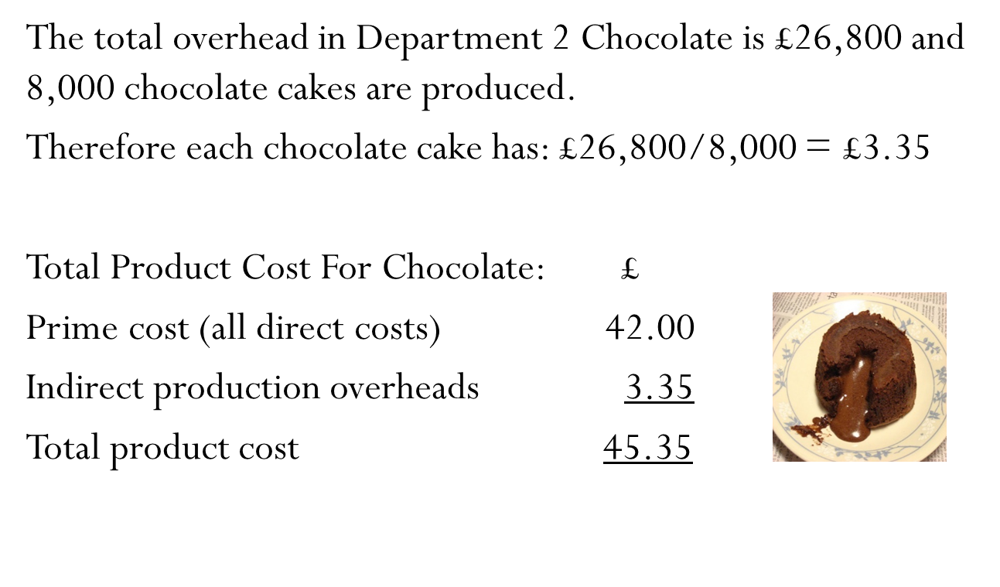 The total overhead in Department 2 Chocolate is £26,800 and
8,000 chocolate cakes are produced.
Therefore each chocolate cake has: £26,800/8,000 = £3.35
Total Product Cost For Chocolate: £
Prime cost (all direct costs) 42.00
Indirect production overheads 3.35
Total product cost 45.35